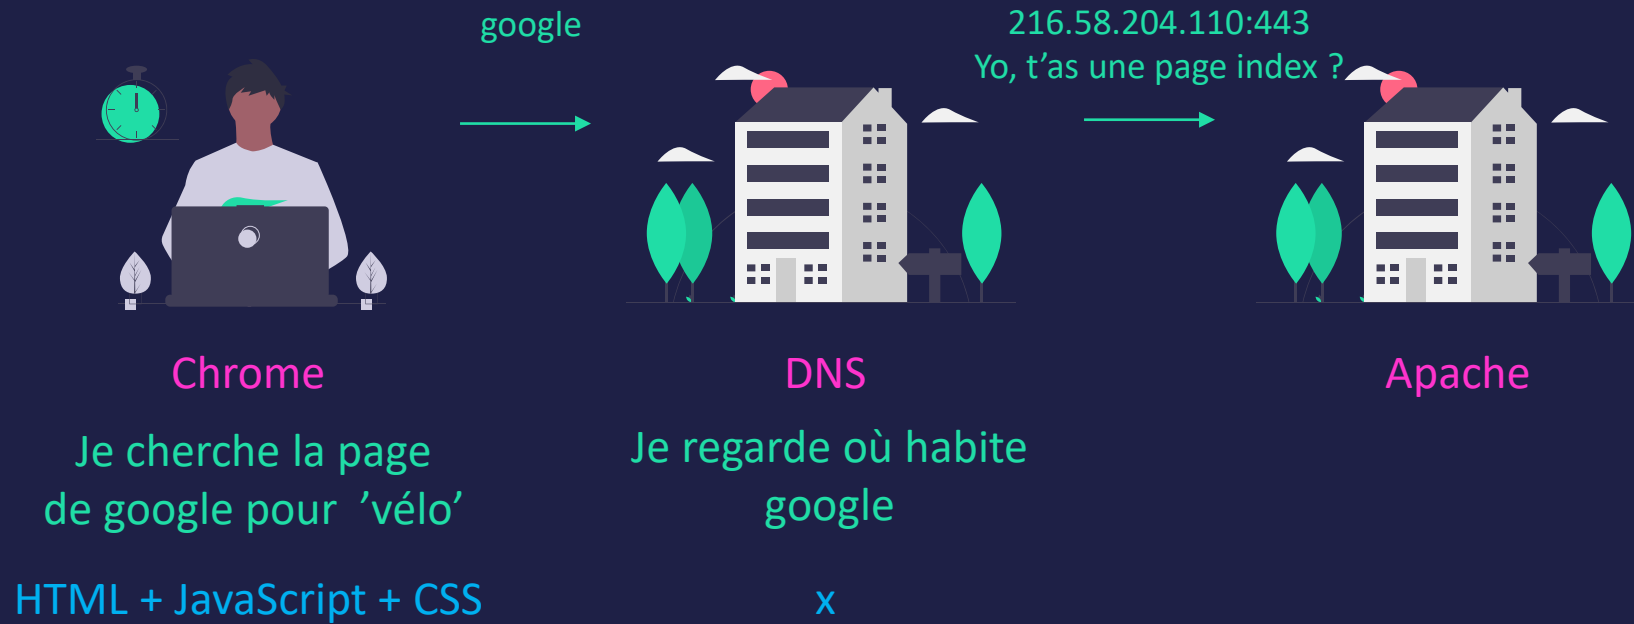 google
216.58.204.110:443
Yo, t’as une page index ?
Chrome
DNS
Apache
Je cherche la page
de google pour ’vélo’
Je regarde où habite
google
HTML + JavaScript + CSS
x